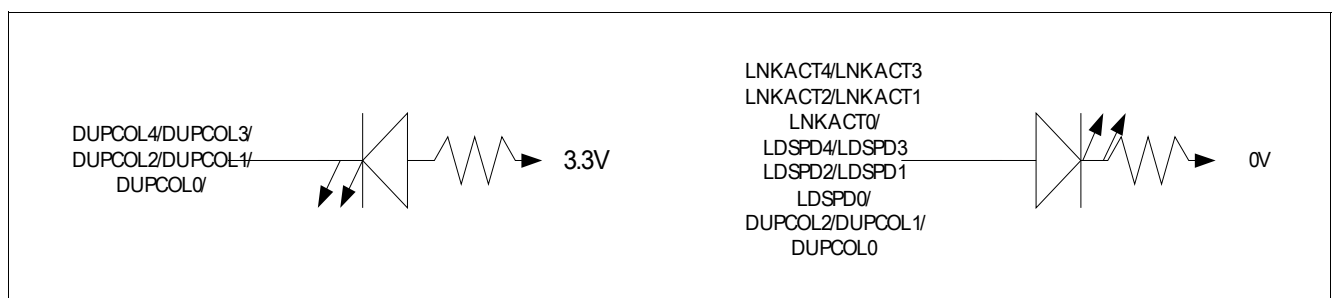 DUPCOL4/DUPCOL3/
DUPCOL2/DUPCOL1/
DUPCOL0/
3.3V
LNKACT4/LNKACT3
LNKACT2/LNKACT1
LNKACT0/
LDSPD4/LDSPD3
LDSPD2/LDSPD1
LDSPD0/
DUPCOL2/DUPCOL1/
DUPCOL0
0V